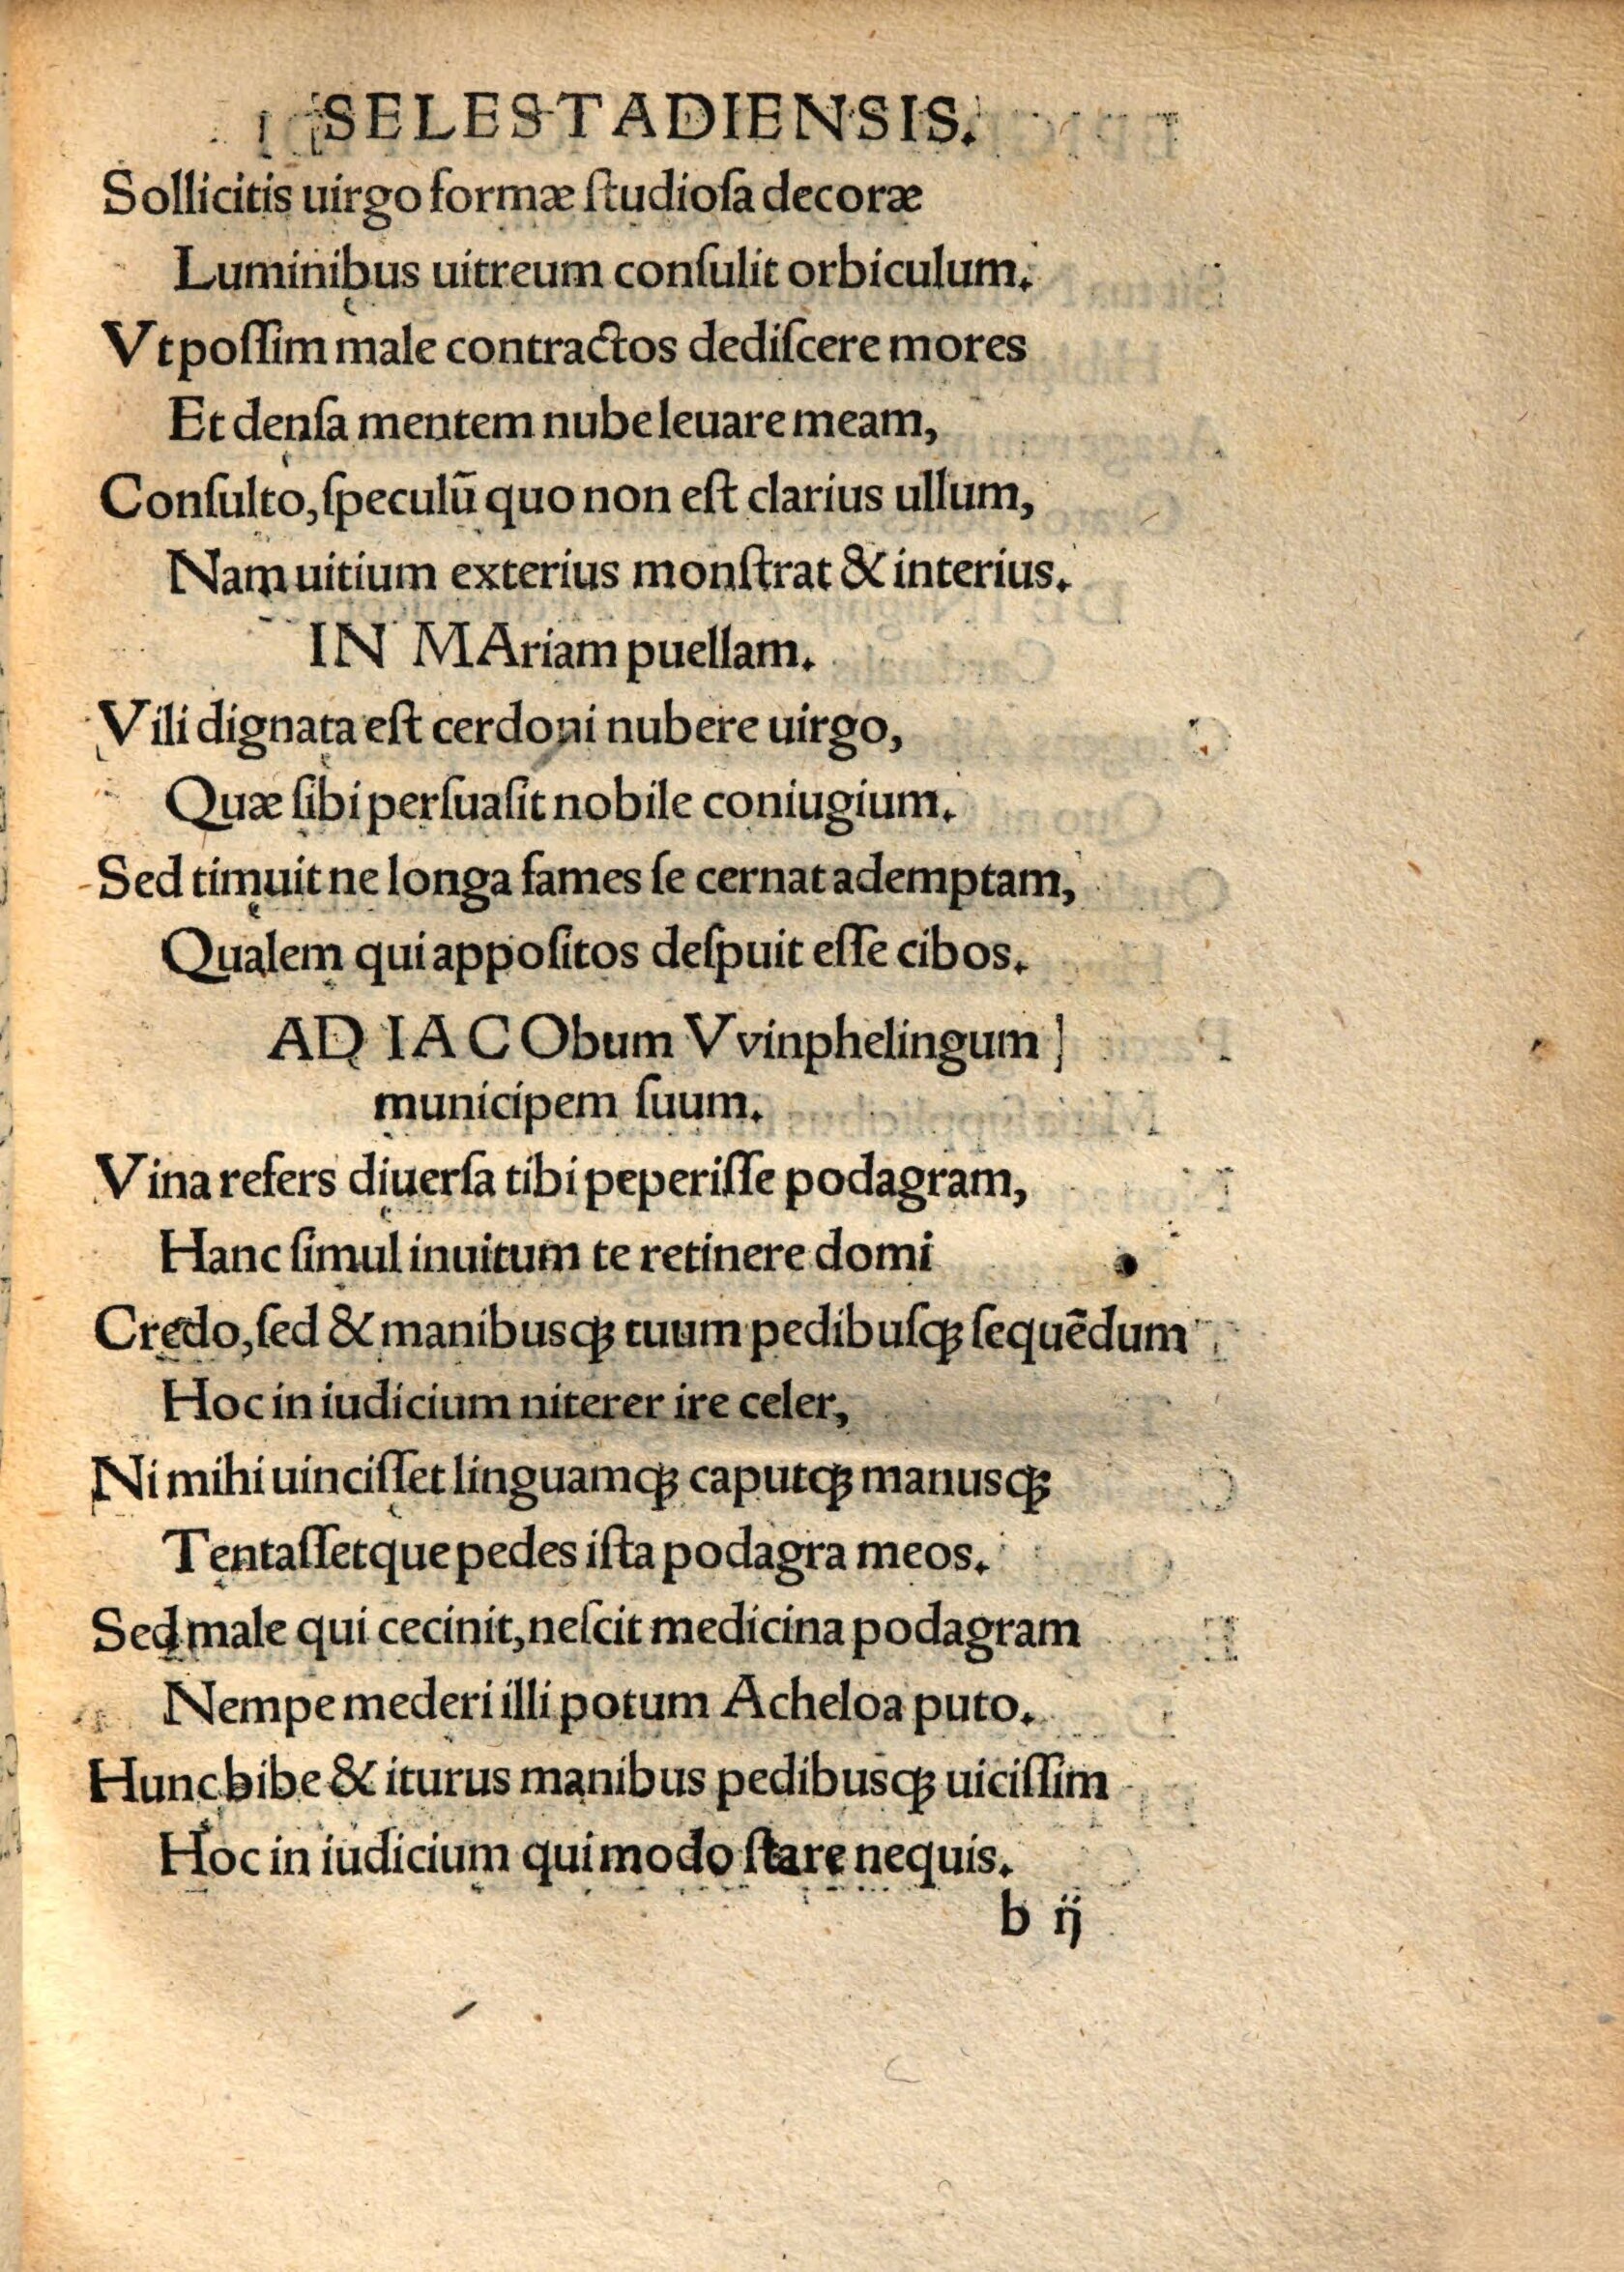 SELESTADIENSIS.
Sollicitis uirgo formæ ſtudioſa decoræ
Luminibus uitreum conſulit orbiculum.
Vt poſſim male contractos dediſcere mores
Et denſa mentem nube leuare meam,
Conſulto, ſpeculū quo non eſt clarius ullum,
Nam uitium exterius monſtrat & interius.
IN MAriam puellam.
Vili dignata eſt cerdoni nubere uirgo,
Quæ ſibi perſuaſit nobile coniugium.
Sed timuit ne longa fames ſe cernat ademptam,
Qualem qui appoſitos deſpuit eſſe cibos.
AD IACObum Vvinphelingum
municipem ſuum.
Vina refers diuerſa tibi peperiſſe podagram,
Hanc ſimul inuitum te retinere domi
Credo, ſed & manibusq; tuum pedibuſq; ſequēdum
Hoc in iudicium niterer ire celer,
Ni mihi uinciſſet linguamq; caputq; manusq;
Tentaſſetque pedes iſta podagra meos.
Sed male qui cecinit, neſcit medicina podagram
Nempe mederi illi potum Acheloa puto.
Hunc bibe & iturus manibus pedibusq; uiciſſim
Hoc in iudicium qui modo ſtare nequis.
b ij